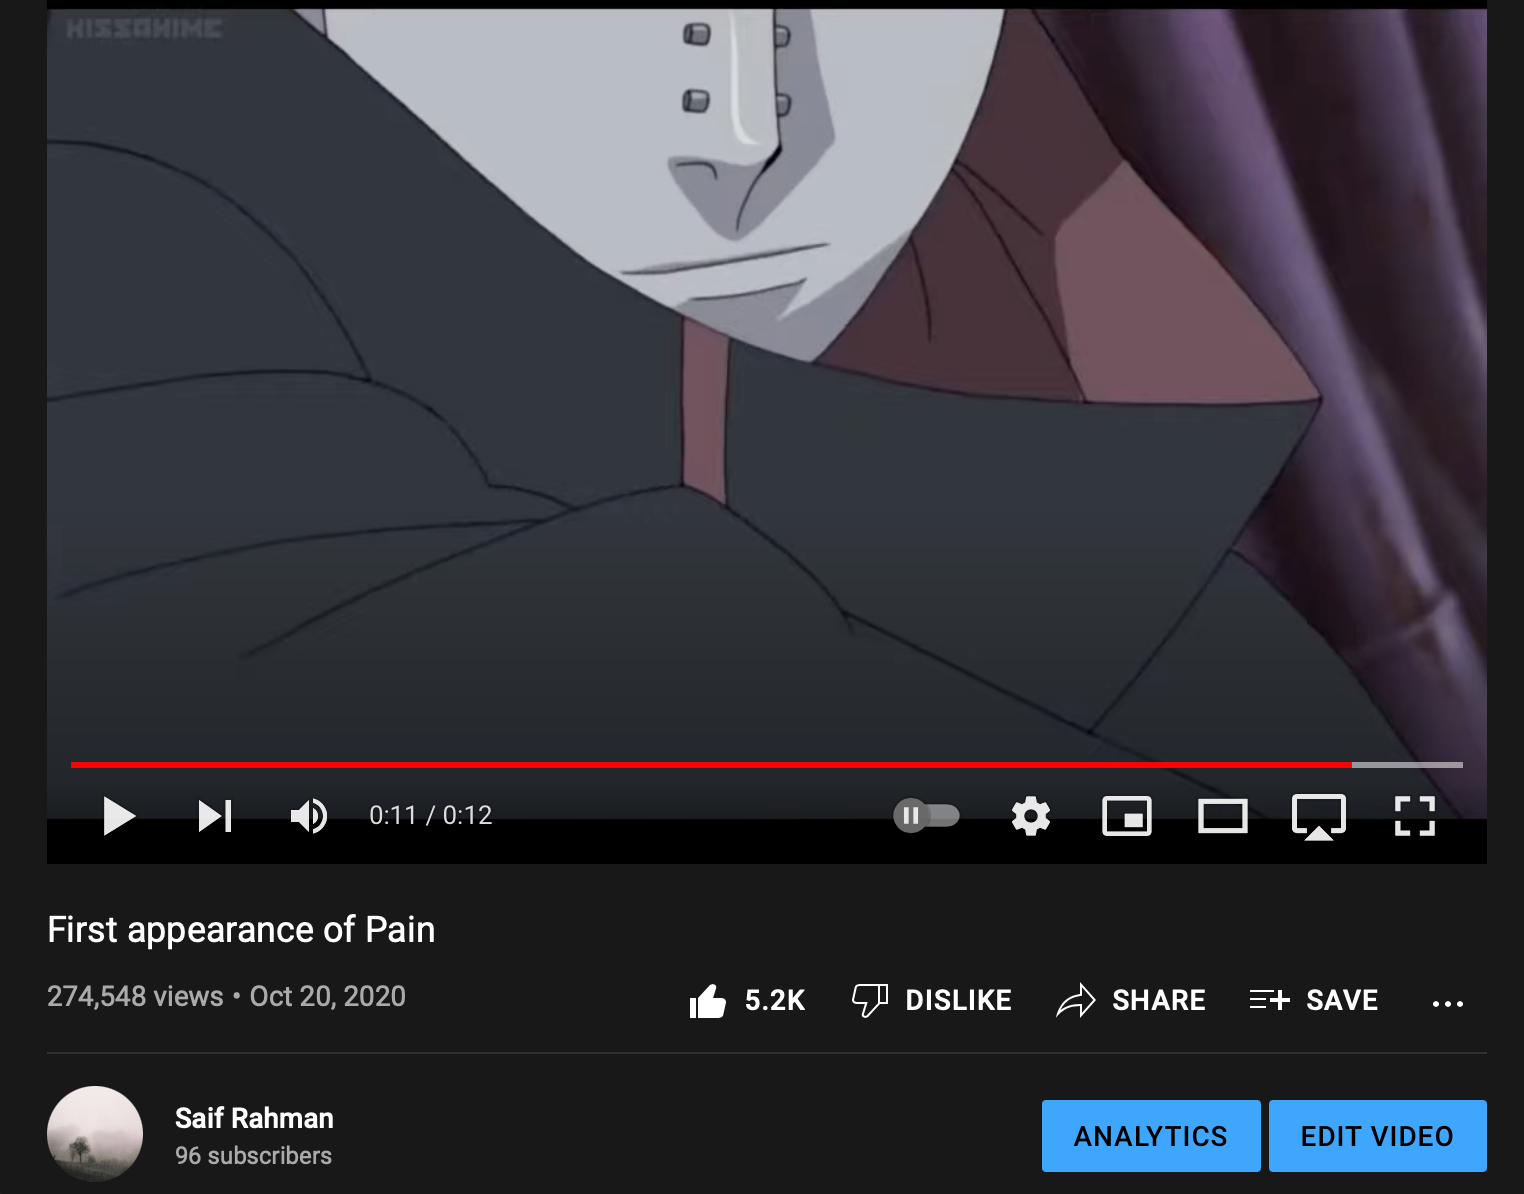 KISSANIME
0:11 / 0:12
First appearance of Pain
274,548 views • Oct 20, 2020
5.2K DISLIKE SHARE SAVE
Saif Rahman
96 subscribers
ANALYTICS EDIT VIDEO